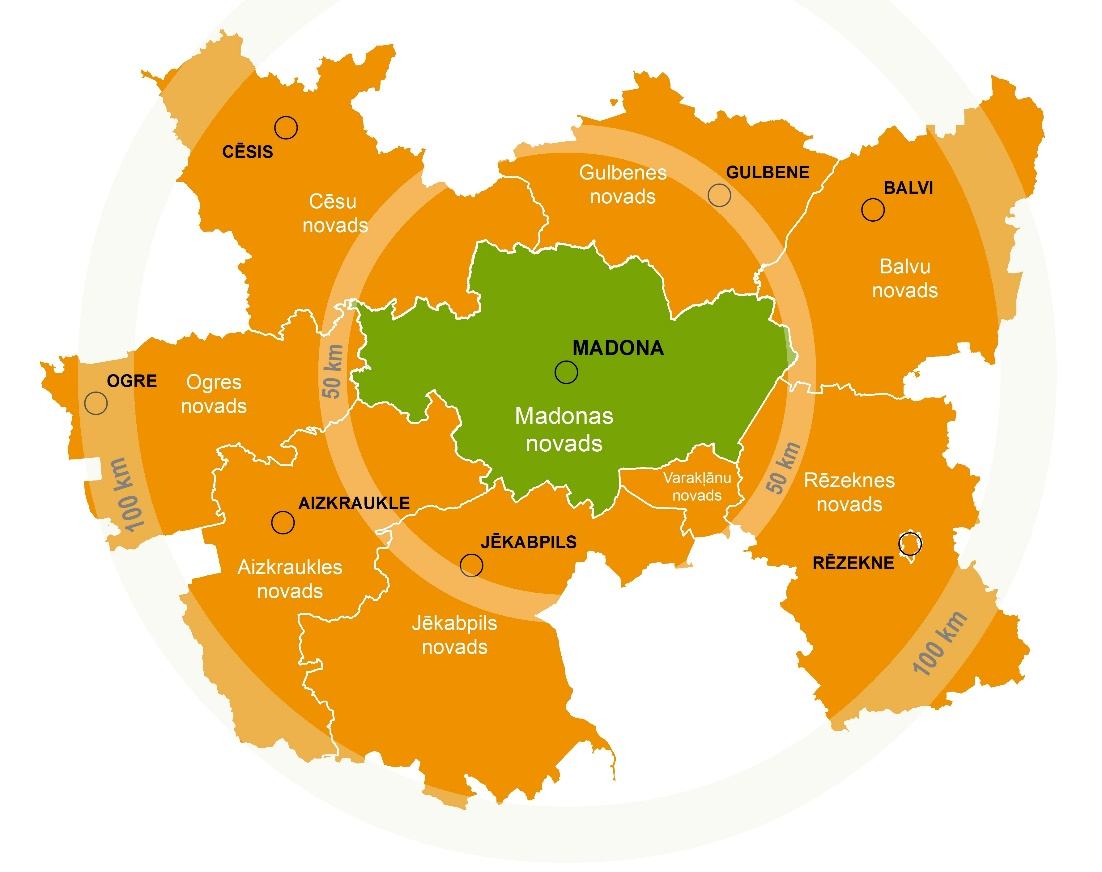 CĒSIS
Cēsu
novads
Gulbenes
novads
GULBENE
BALVI
Balvu
novads
OGRE
Ogres
novads
50 km
MADONA
Madonas
novads
Varakļānu
novads
50 km
Rēzeknes
novads
100 km
AIZKRAUKLE
Aizkraukles
novads
JĒKABPILS
Jēkabpils
novads
RĒZEKNE
100 km